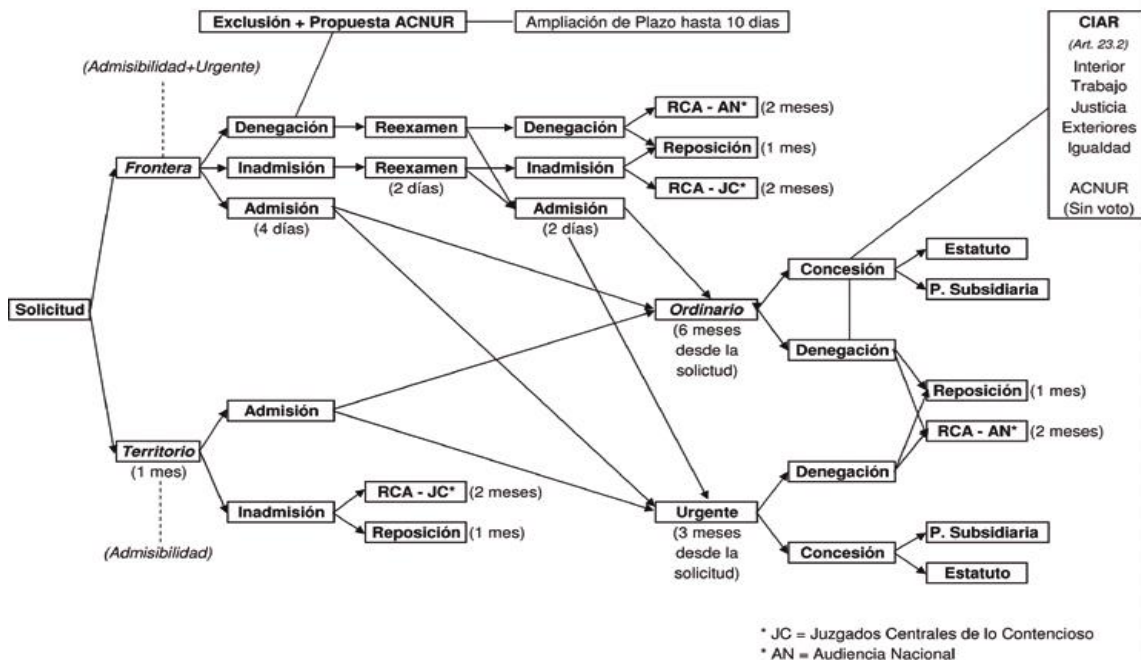 Exclusión + Propuesta ACNUR
Ampliación de Plazo hasta 10 dias
CIAR
(Art. 23.2)
Interior
Trabajo
Justicia
Exteriores
Igualdad
ACNUR
(Sin voto)
(Admisibilidad+Urgente)
Denegación
Reexamen
Denegación
RCA - AN* (2 meses)
Reposición (1 mes)
Frontera
Inadmisión
Reexamen
(2 días)
Inadmisión
RCA - JC* (2 meses)
Admisión
(4 días)
Admisión
(2 días)
Solicitud
Ordinario
(6 meses
desde la
solictud)
Concesión
Estatuto
P. Subsidiaria
Denegación
Reposición (1 mes)
RCA - AN* (2 meses)
Admisión
Territorio
(1 mes)
Inadmisión
RCA - JC* (2 meses)
Reposición (1 mes)
(Admisibilidad)
Urgente
(3 meses
desde la
solicitud)
Denegación
Concesión
P. Subsidiaria
Estatuto
* JC = Juzgados Centrales de lo Contencioso
* AN = Audiencia Nacional